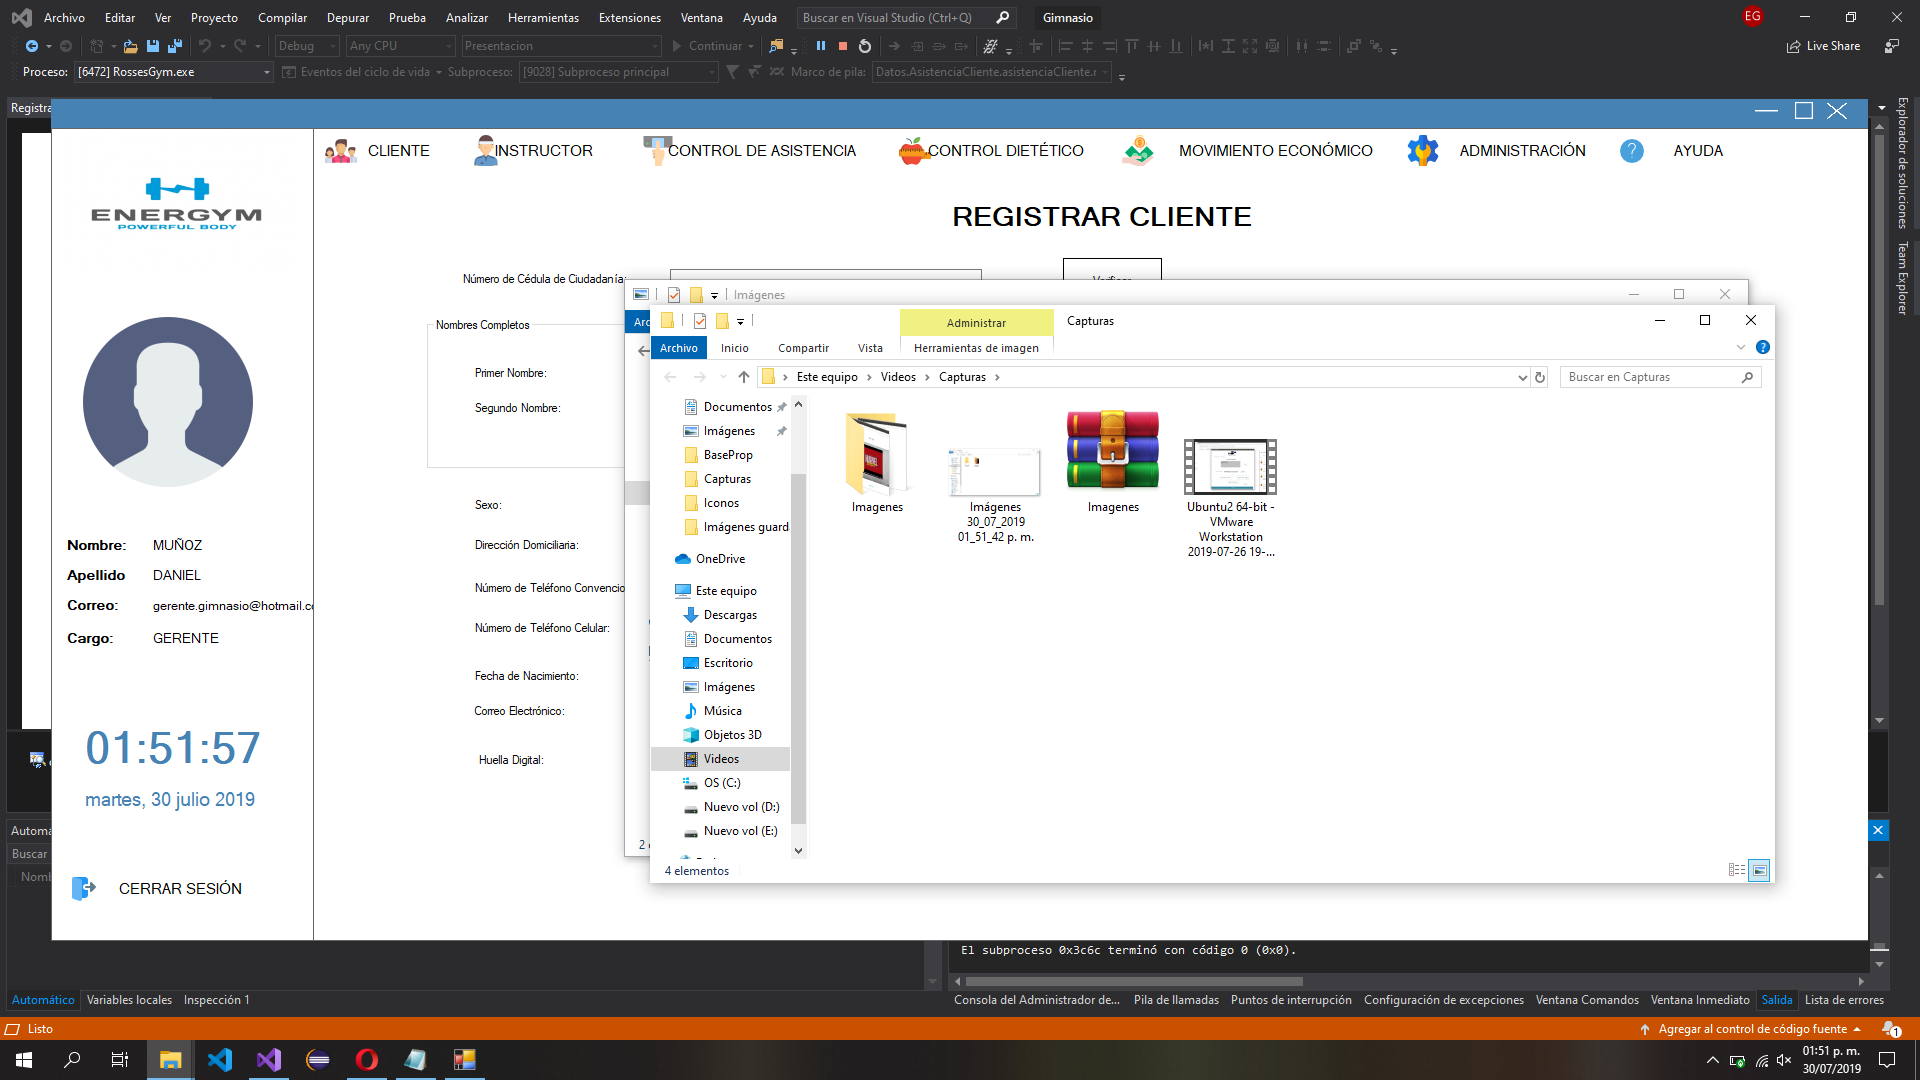 Archivo Editar Ver Proyecto Compilar Depurar Prueba Analizar Herramientas Extensiones Ventana Ayuda Buscar en Visual Studio (Ctrl+Q) Gimnasio EG
Debug Any CPU Presentacion Continuar Live Share
Proceso: [6472] RossesGym.exe Eventos del ciclo de vida Subproceso: [9028] Subproceso principal Marco de pila: Datos.AsistenciaCliente.asistenciaCliente.r
Registra
Explorador de soluciones
Team Explorer
CLIENTE INSTRUCTOR CONTROL DE ASISTENCIA CONTROL DIETÉTICO MOVIMIENTO ECONÓMICO ADMINISTRACIÓN AYUDA
ENERGYM
POWERFUL BODY
REGISTRAR CLIENTE
Número de Cédula de Ciudadanía:
Nombres Completos
Primer Nombre:
Segundo Nombre:
Sexo:
Dirección Domiciliaria:
Número de Teléfono Convencio
Número de Teléfono Celular:
Fecha de Nacimiento:
Correo Electrónico:
Huella Digital:
Nombre: MUÑOZ
Apellido DANIEL
Correo: gerente.gimnasio@hotmail.co
Cargo: GERENTE
01:51:57
martes, 30 julio 2019
CERRAR SESIÓN
Imágenes
Arc
Administrar Capturas
Archivo Inicio Compartir Vista Herramientas de imagen
Este equipo Videos Capturas Buscar en Capturas
Documentos
Imágenes
BaseProp
Capturas
Iconos
Imágenes guard
OneDrive
Este equipo
Descargas
Documentos
Escritorio
Imágenes
Música
Objetos 3D
Videos
OS (C:)
Nuevo vol (D:)
Nuevo vol (E:)
Imagenes
Imágenes
30_07_2019
01_51_42 p. m.
Imagenes
Ubuntu2 64-bit -
VMware
Workstation
2019-07-26 19-...
4 elementos
2
Automá
Buscar
Nomb
El subproceso 0x3c6c terminó con código 0 (0x0).
Automático Variables locales Inspección 1
Consola del Administrador de... Pila de llamadas Puntos de interrupción Configuración de excepciones Ventana Comandos Ventana Inmediato Salida Lista de errores
Listo Agregar al control de código fuente 1
01:51 p. m.
30/07/2019